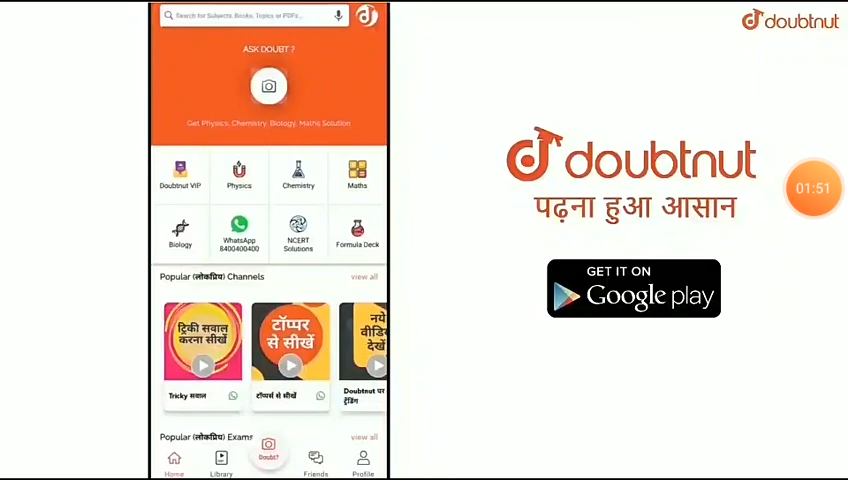 Search for Subjects, Books, Topics or PDFs...
doubtnut
ASK DOUBT ?
Get Physics, Chemistry, Biology, Maths Solution
Doubtnut VIP
Physics
Chemistry
Maths
Biology
WhatsApp
8400400400
NCERT
Solutions
Formula Deck
Popular (लोकप्रिय) Channels
view all
ट्रिकी सवाल
करना सीखें
टॉप्पर
से सीखें
नये
वीडि
देखें
Tricky सवाल
टॉप्पर्स से सीखें
Doubtnut पर
ट्रेंडिंग
Popular (लोकप्रिय) Exams
view all
Home
Library
Doubt?
Friends
Profile
doubtnut
पढ़ना हुआ आसान
GET IT ON
Google play
01:51